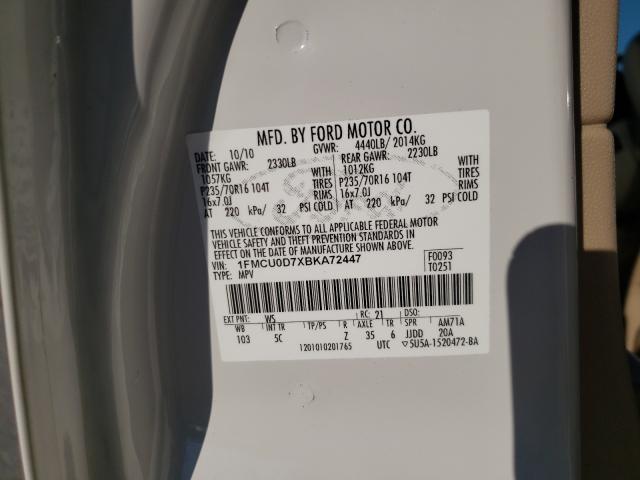 MFD. BY FORD MOTOR CO.
DATE: 10/10 GVWR: 4440LB/ 2014KG
FRONT GAWR: 2330LB REAR GAWR: 2230LB
1057KG 1012KG
P235/70R16 104T TIRES P235/70R16 104T TIRES
16x7.0J RIMS 16x7.0J RIMS
AT 220 kPa/ 32 PSI COLD AT 220 kPa/ 32 PSI COLD
THIS VEHICLE CONFORMS TO ALL APPLICABLE FEDERAL MOTOR
VEHICLE SAFETY AND THEFT PREVENTION STANDARDS IN
EFFECT ON THE DATE OF MANUFACTURE SHOWN ABOVE.
VIN: 1FMCU0D7XBKA72447 F0093
TYPE: MPV T0251
EXT PNT: WS RC: 21 DSO:
WB INT TR TP/PS R AXLE TR SPR AM71A
103 5C Z 35 6 JJDD 20A
1201010201765 UTC 5U5A-1520472-BA